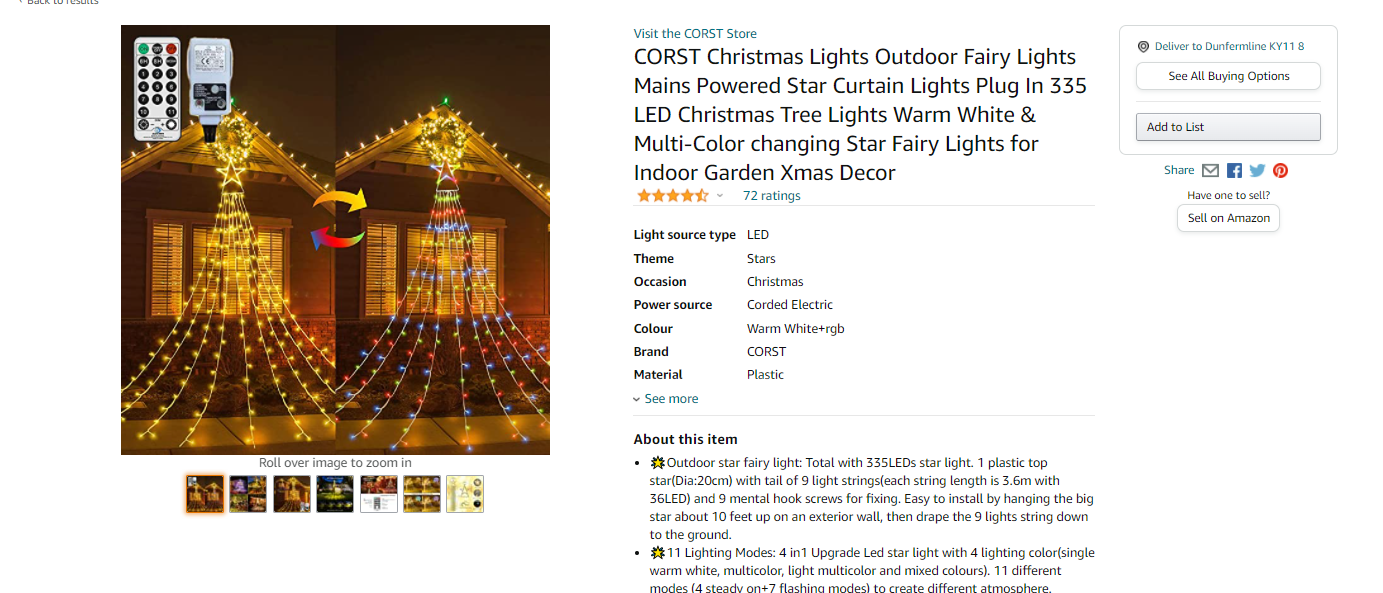 ‹ Back to results
Visit the CORST Store
CORST Christmas Lights Outdoor Fairy Lights
Mains Powered Star Curtain Lights Plug In 335
LED Christmas Tree Lights Warm White &
Multi-Color changing Star Fairy Lights for
Indoor Garden Xmas Decor
72 ratings
Light source type LED
Theme Stars
Occasion Christmas
Power source Corded Electric
Colour Warm White+rgb
Brand CORST
Material Plastic
See more
About this item
Outdoor star fairy light: Total with 335LEDs star light. 1 plastic top
star(Dia:20cm) with tail of 9 light strings(each string length is 3.6m with
36LED) and 9 mental hook screws for fixing. Easy to install by hanging the big
star about 10 feet up on an exterior wall, then drape the 9 lights string down
to the ground.
11 Lighting Modes: 4 in1 Upgrade Led star light with 4 lighting color(single
warm white, multicolor, light multicolor and mixed colours). 11 different
modes (4 steady on+7 flashing modes) to create different atmosphere.
Roll over image to zoom in
Deliver to Dunfermline KY11 8
See All Buying Options
Add to List
Share
Have one to sell?
Sell on Amazon